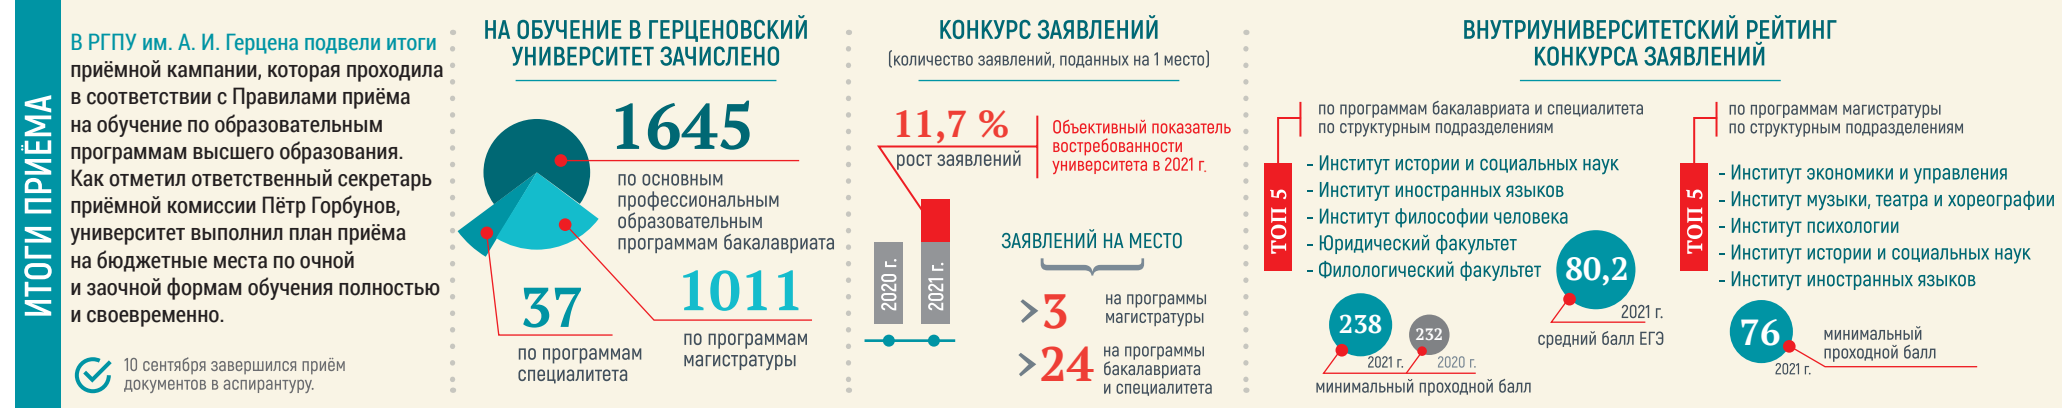 ИТОГИ ПРИЁМА
В РГПУ им. А. И. Герцена подвели итоги
приёмной кампании, которая проходила
в соответствии с Правилами приёма
на обучение по образовательным
программам высшего образования.
Как отметил ответственный секретарь
приёмной комиссии Пётр Горбунов,
университет выполнил план приёма
на бюджетные места по очной
и заочной формам обучения полностью
и своевременно.
10 сентября завершился приём
документов в аспирантуру.
НА ОБУЧЕНИЕ В ГЕРЦЕНОВСКИЙ
УНИВЕРСИТЕТ ЗАЧИСЛЕНО
1645
по основным
профессиональным
образовательным
программам бакалавриата
1011
по программам
магистратуры
37
по программам
специалитета
КОНКУРС ЗАЯВЛЕНИЙ
(количество заявлений, поданных на 1 место)
11,7 %
рост заявлений
Объективный показатель
востребованности
университета в 2021 г.
2020 г.
2021 г.
ЗАЯВЛЕНИЙ НА МЕСТО
>3
на программы
магистратуры
>24
на программы
бакалавриата
и специалитета
ВНУТРИУНИВЕРСИТЕТСКИЙ РЕЙТИНГ
КОНКУРСА ЗАЯВЛЕНИЙ
по программам бакалавриата и специалитета
по структурным подразделениям
ТОП 5
- Институт истории и социальных наук
- Институт иностранных языков
- Институт философии человека
- Юридический факультет
- Филологический факультет
80,2
2021 г.
средний балл ЕГЭ
238
2021 г.
232
2020 г.
минимальный проходной балл
по программам магистратуры
по структурным подразделениям
ТОП 5
- Институт экономики и управления
- Институт музыки, театра и хореографии
- Институт психологии
- Институт истории и социальных наук
- Институт иностранных языков
76
2021 г.
минимальный
проходной балл